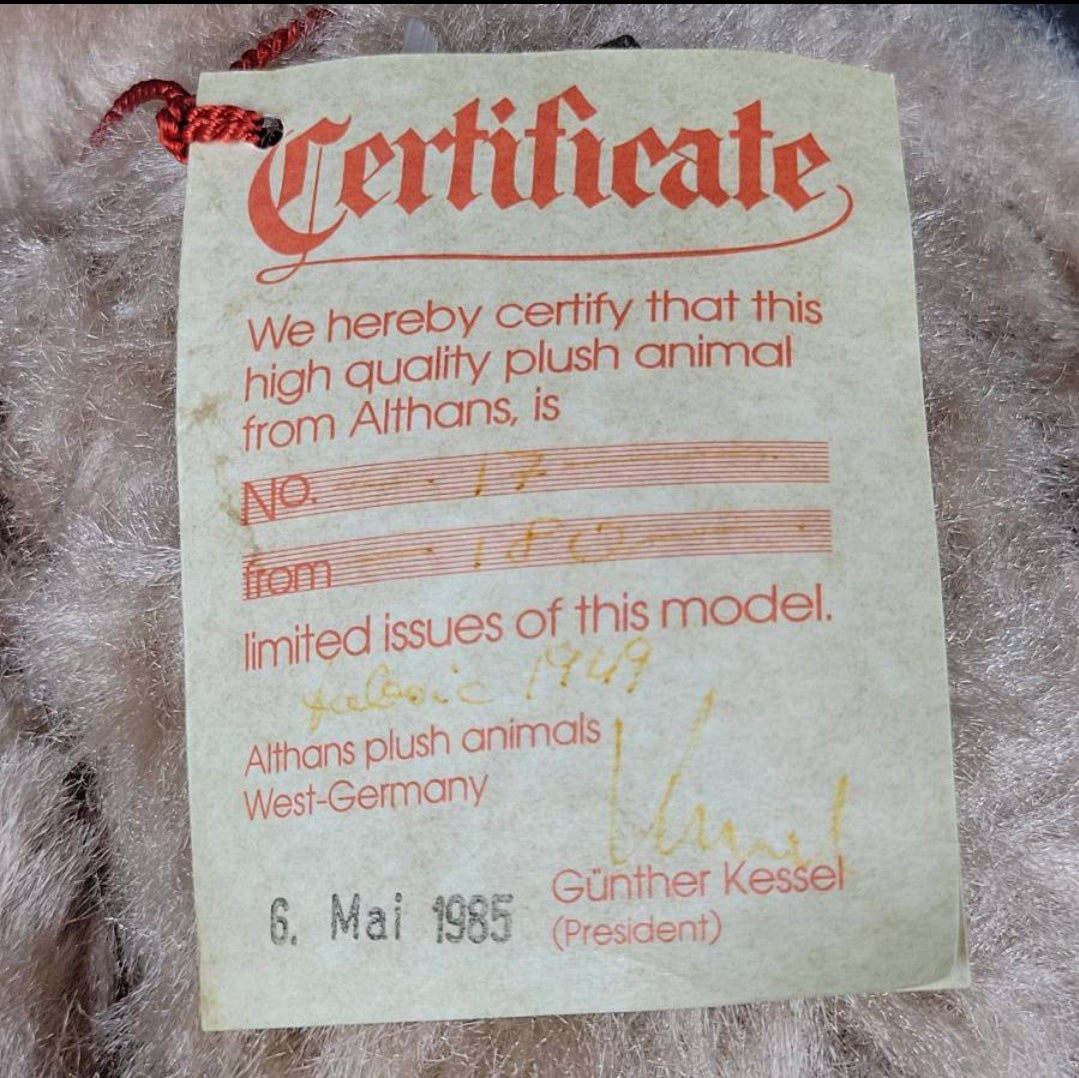 Certificate
We hereby certify that this
high quality plush animal
from Althans, is
No. — 17 —
from — 180 —
limited issues of this model.
1949
Althans plush animals
West-Germany
Günther Kessel
6. Mai 1985
(President)